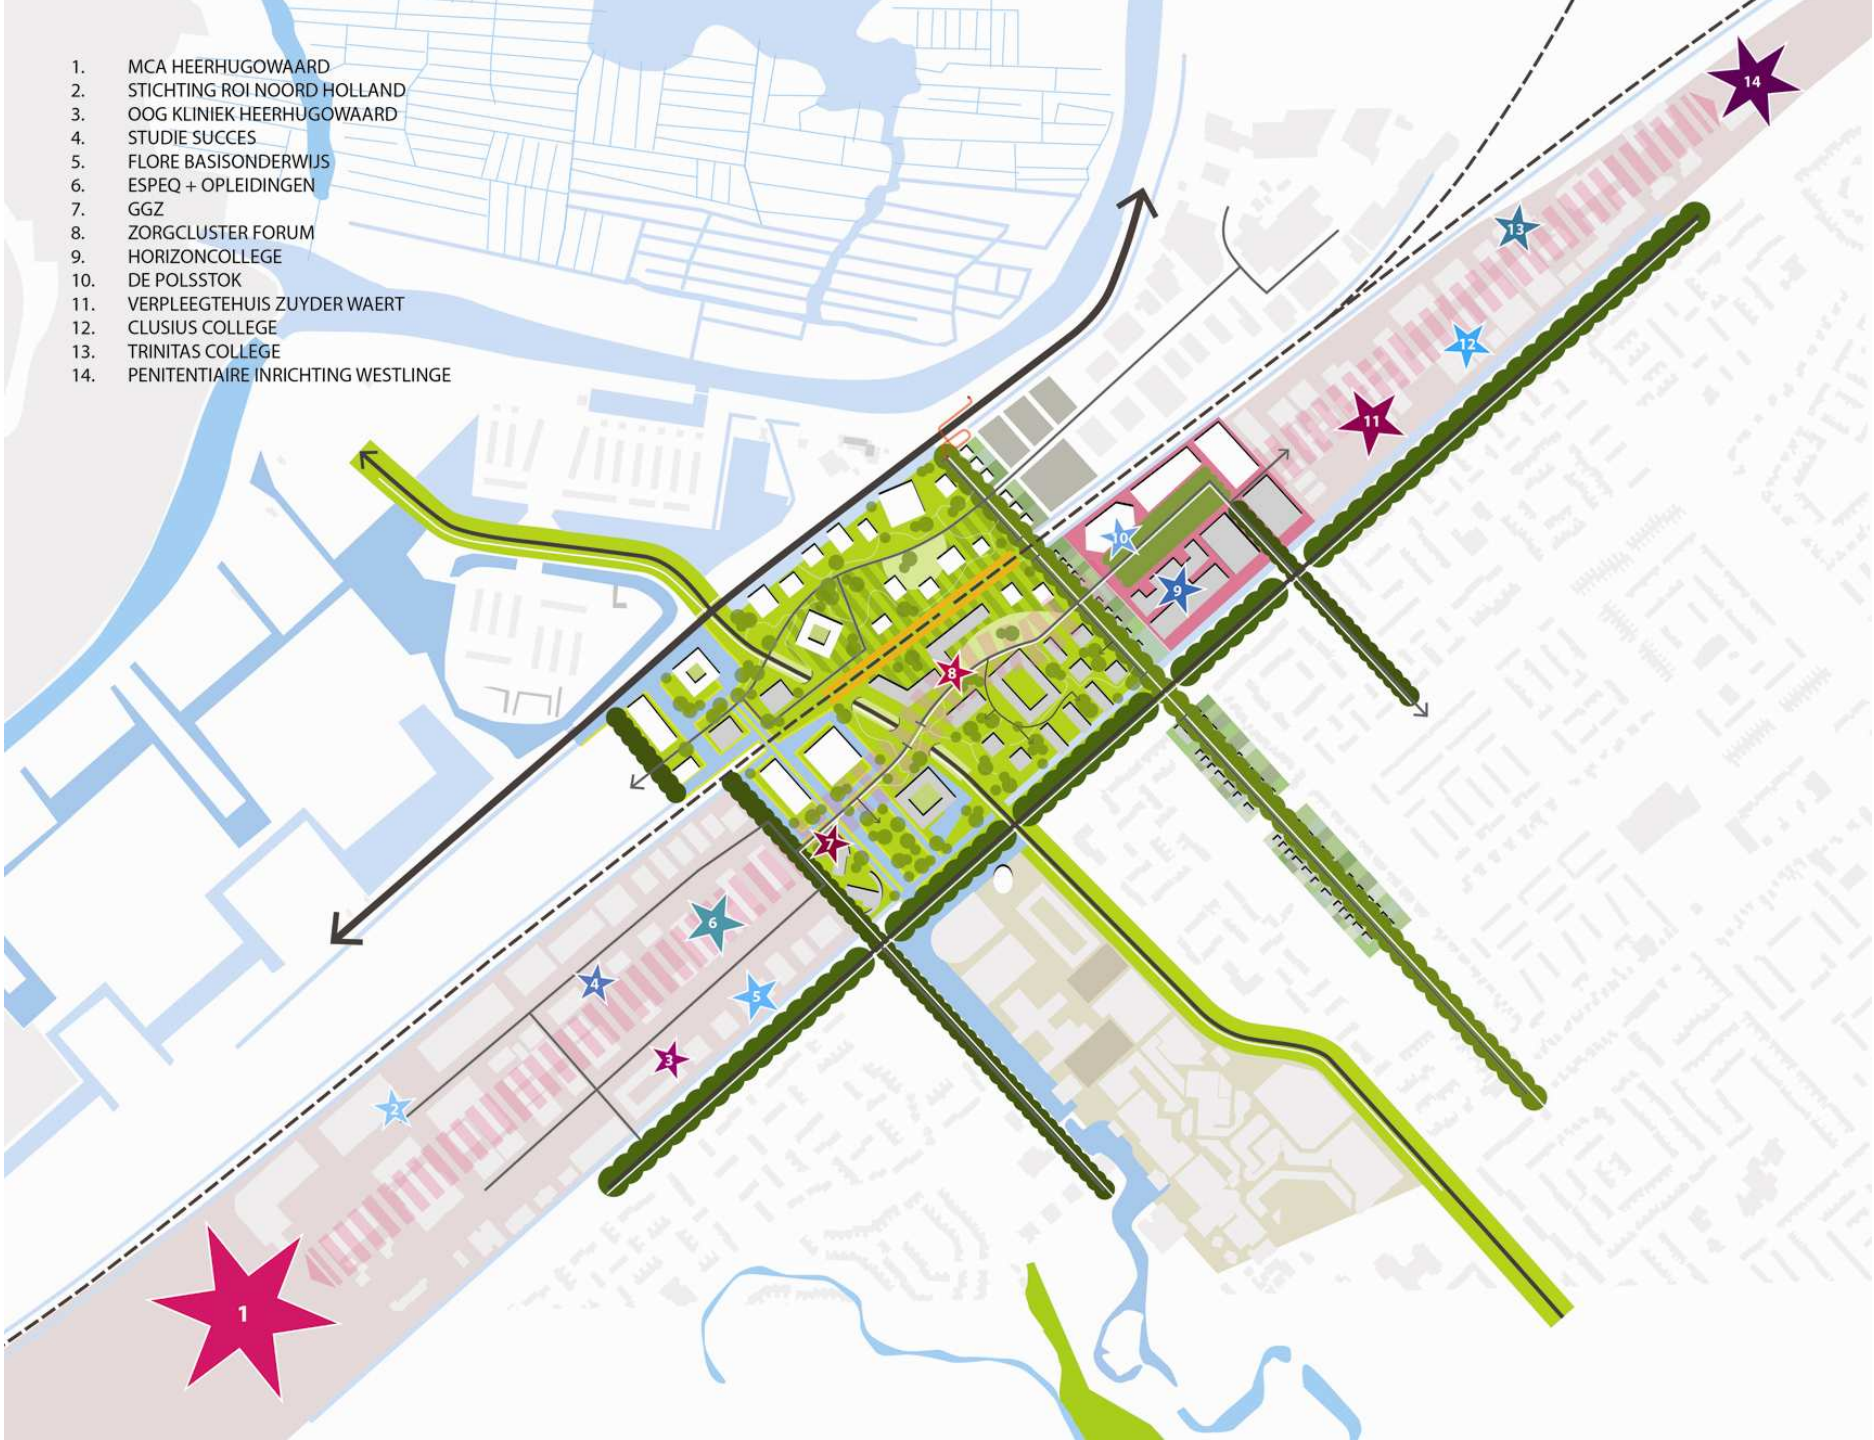 1. MCA HEERHUGOWAARD
2. STICHTING ROI NOORD HOLLAND
3. OOG KLINIEK HEERHUGOWAARD
4. STUDIE SUCCES
5. FLORE BASISONDERWIJS
6. ESPEQ + OPLEIDINGEN
7. GGZ
8. ZORGCLUSTER FORUM
9. HORIZONCOLLEGE
10. DE POLSSTOK
11. VERPLEEGTEHUIS ZUYDER WAERT
12. CLUSIUS COLLEGE
13. TRINITAS COLLEGE
14. PENITENTIAIRE INRICHTING WESTLINGE
14
13
12
11
10
9
8
7
6
4
5
3
2
1